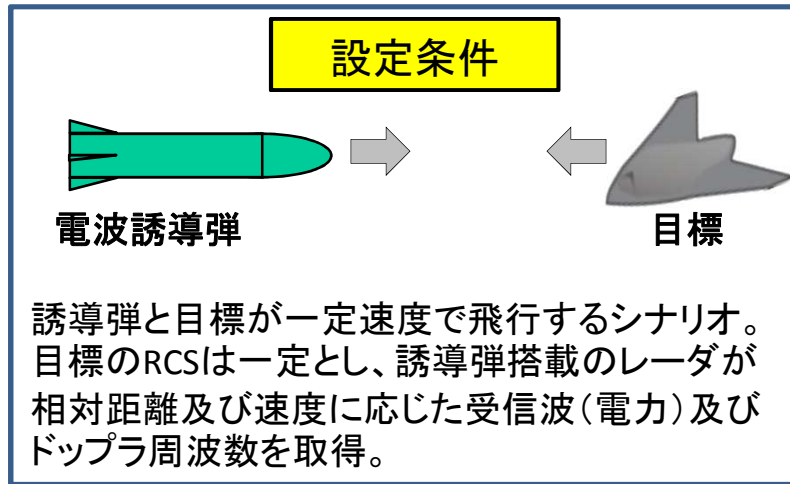 設定条件
電波誘導弾
目標
誘導弾と目標が一定速度で飛行するシナリオ。
目標のRCSは一定とし、誘導弾搭載のレーダが
相対距離及び速度に応じた受信波(電力)及び
ドップラ周波数を取得。